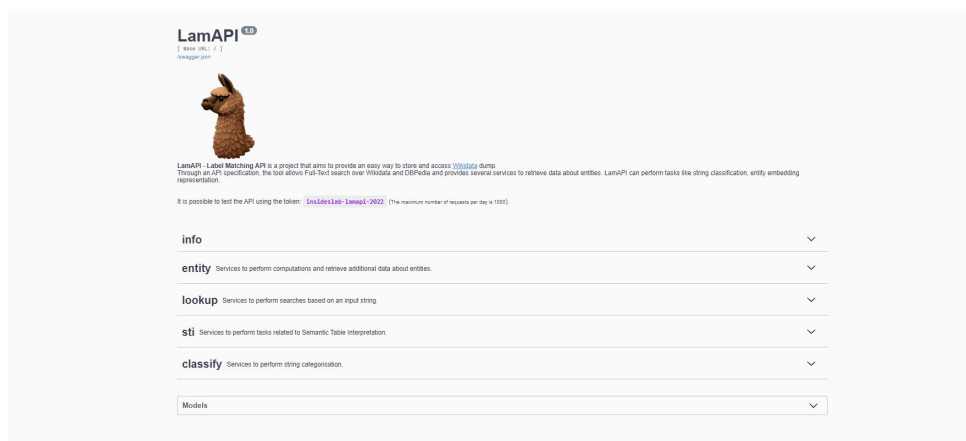 LamAPI 1.0
[ Base URL: / ]
/swagger.json
LamAPI - Label Matching API is a project that aims to provide an easy way to store and access Wikidata dump.
Through an API specification, the tool allows Full-Text search over Wikidata and DBPedia and provides several services to retrieve data about entities. LamAPI can perform tasks like string classification, entity embedding
representation.
It is possible to test the API using the token: insideslab-lamapi-2022 (The maximum number of requests per day is 1000).
info
entity Services to perform computations and retrieve additional data about entities.
lookup Services to perform searches based on an input string.
sti Services to perform tasks related to Semantic Table Interpretation.
classify Services to perform string categorisation.
Models